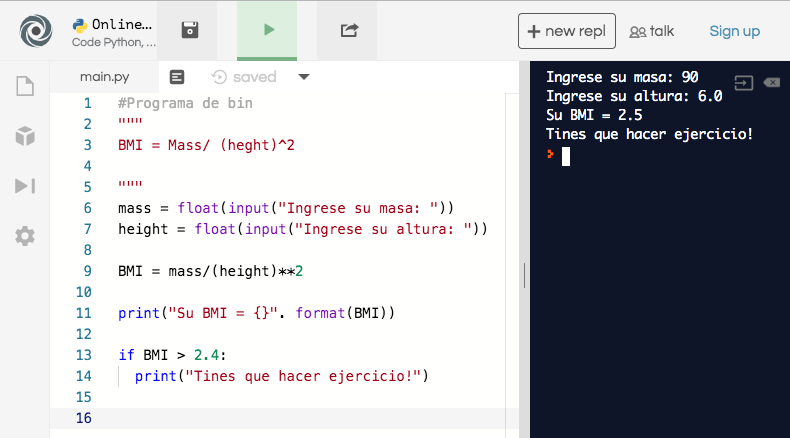 Online...
Code Python, ...
+ new repl
talk
Sign up
main.py
saved
1 #Programa de bin
2 """
3 BMI = Mass/ (heght)^2
4
5 """
6 mass = float(input("Ingrese su masa: "))
7 height = float(input("Ingrese su altura: "))
8
9 BMI = mass/(height)**2
10
11 print("Su BMI = {}". format(BMI))
12
13 if BMI > 2.4:
14 print("Tines que hacer ejercicio!")
15
16
Ingrese su masa: 90
Ingrese su altura: 6.0
Su BMI = 2.5
Tines que hacer ejercicio!